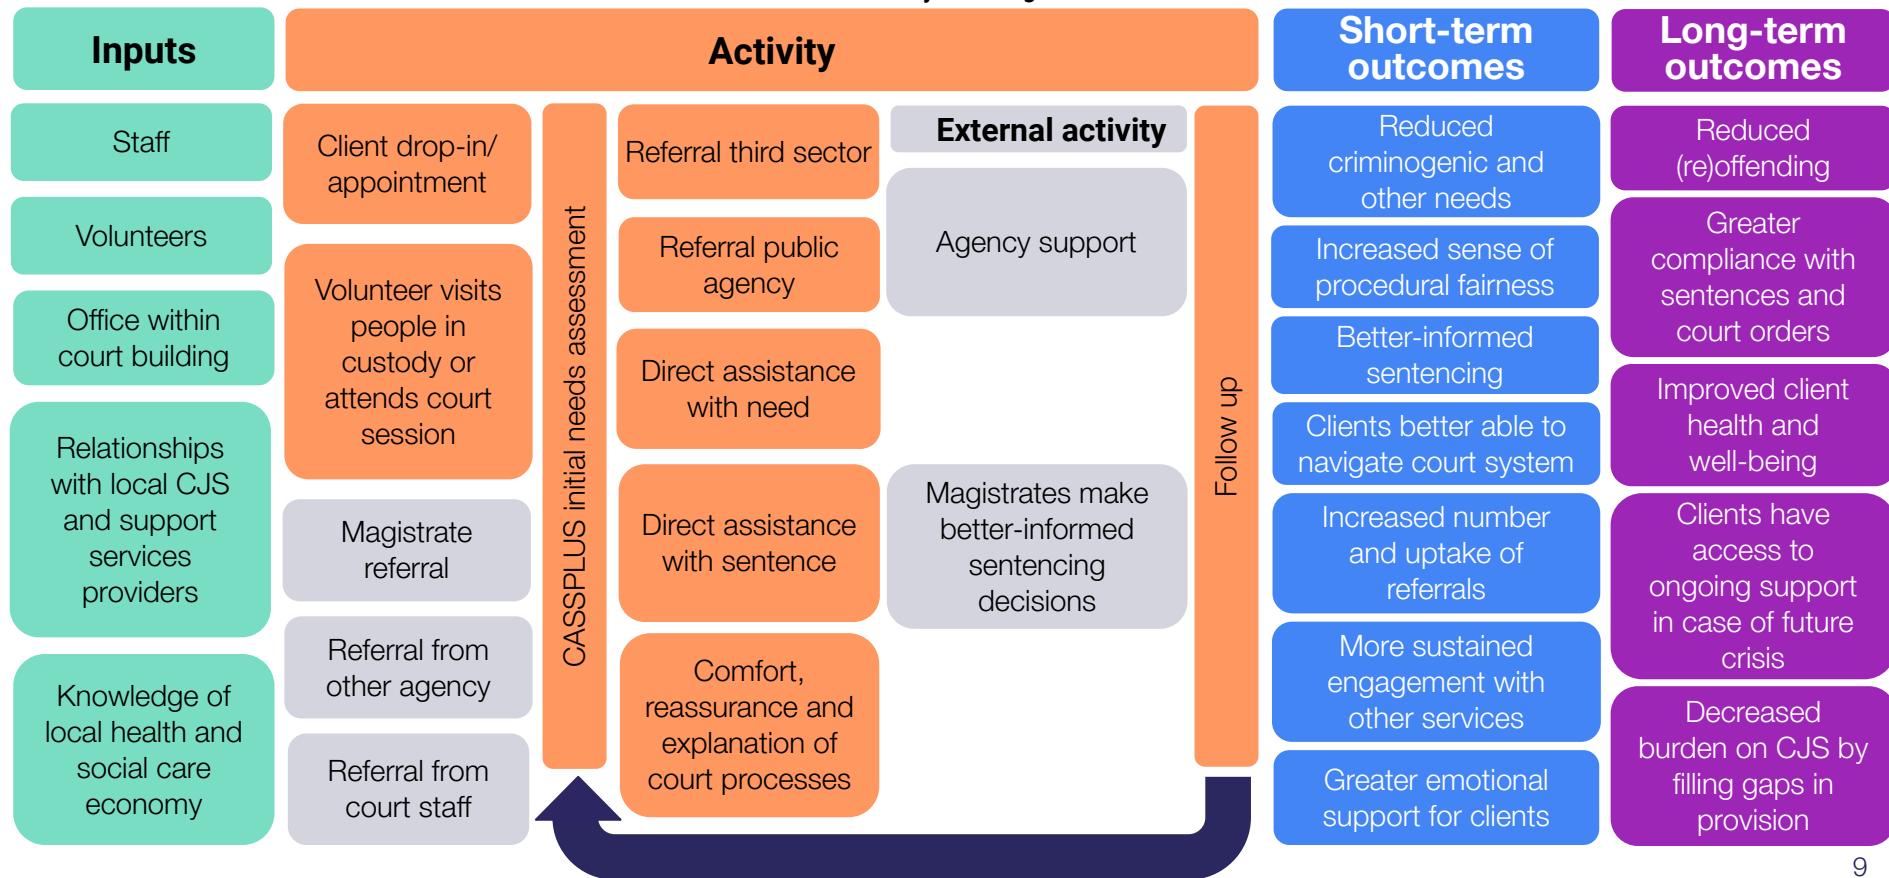 Inputs
Activity
Short-term
outcomes
Long-term
outcomes
Staff
Volunteers
Office within
court building
Relationships
with local CJS
and support
services
providers
Knowledge of
local health and
social care
economy
Client drop-in/
appointment
Volunteer visits
people in
custody or
attends court
session
Magistrate
referral
Referral from
other agency
Referral from
court staff
CASSPLUS initial needs assessment
Referral third sector
Referral public
agency
Direct assistance
with need
Direct assistance
with sentence
Comfort,
reassurance and
explanation of
court processes
External activity
Agency support
Magistrates make
better-informed
sentencing
decisions
Follow up
Reduced
criminogenic and
other needs
Increased sense of
procedural fairness
Better-informed
sentencing
Clients better able to
navigate court system
Increased number
and uptake of
referrals
More sustained
engagement with
other services
Greater emotional
support for clients
Reduced
(re)offending
Greater
compliance with
sentences and
court orders
Improved client
health and
well-being
Clients have
access to
ongoing support
in case of future
crisis
Decreased
burden on CJS by
filling gaps in
provision
9